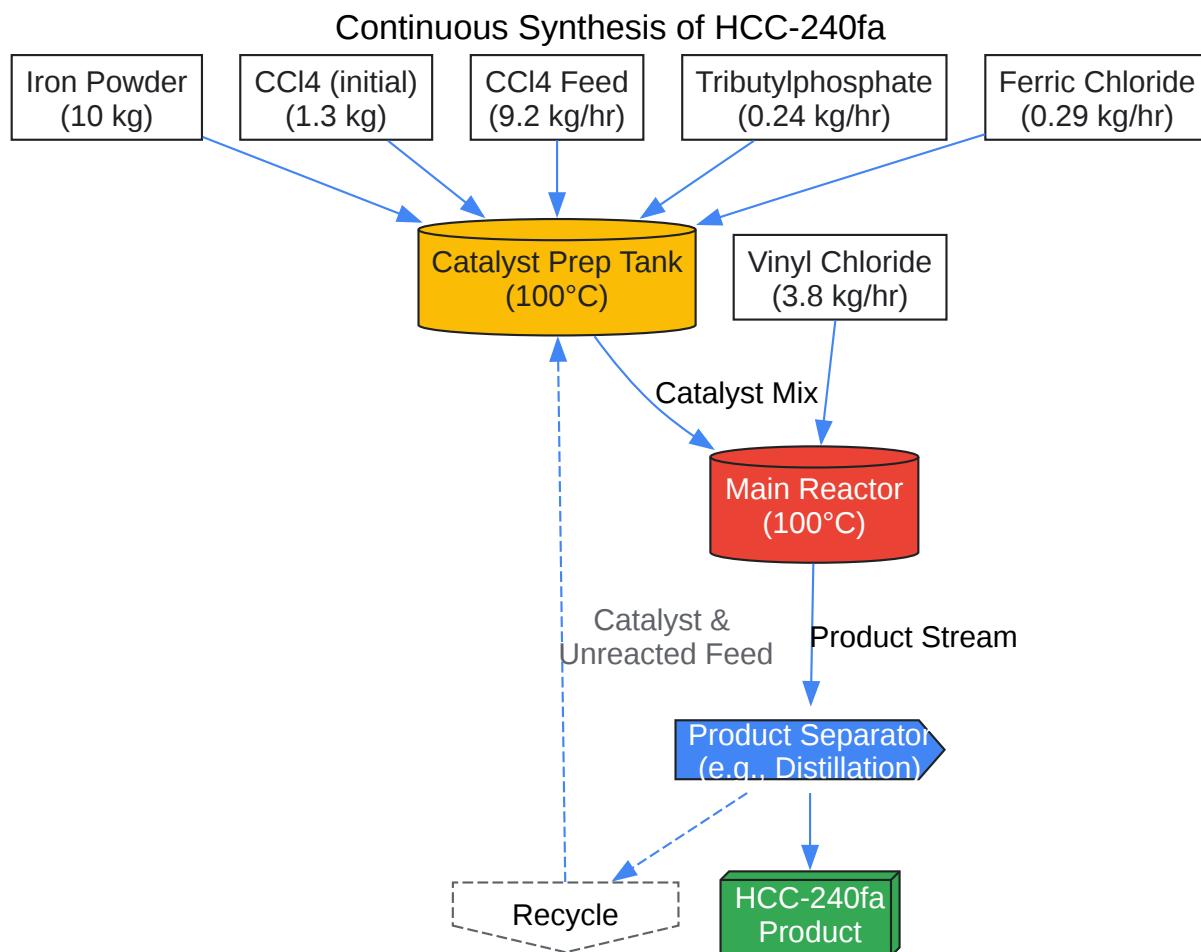 Continuous Synthesis of HCC-240fa
Iron Powder
(10 kg)
CCl4 (initial)
(1.3 kg)
CCl4 Feed
(9.2 kg/hr)
Tributylphosphate
(0.24 kg/hr)
Ferric Chloride
(0.29 kg/hr)
Catalyst Prep Tank
(100°C)
Vinyl Chloride
(3.8 kg/hr)
Catalyst Mix
Main Reactor
(100°C)
Catalyst &
Unreacted Feed
Product Stream
Product Separator
(e.g., Distillation)
Recycle
HCC-240fa
Product